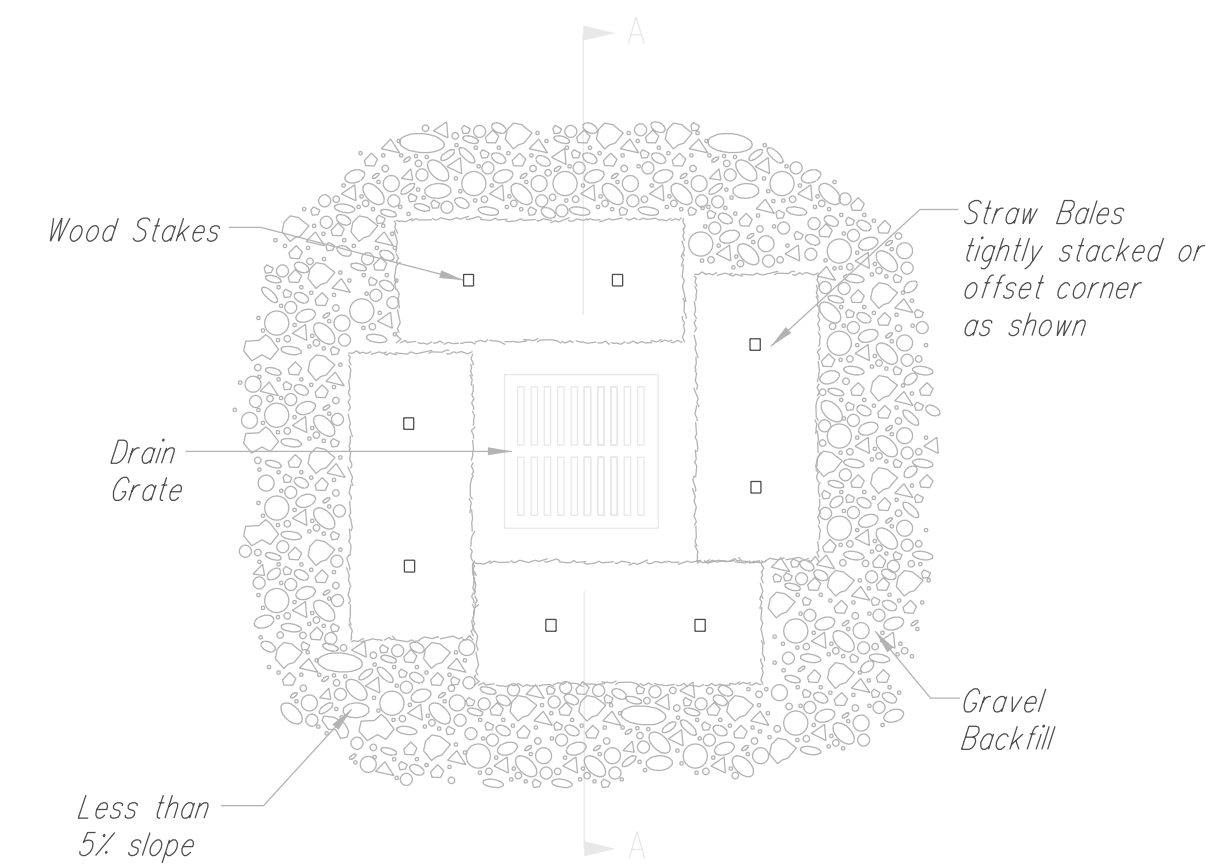 A
Wood Stakes
Straw Bales
tightly stacked or
offset corner
as shown
Drain
Grate
Gravel
Backfill
Less than
5% slope
A